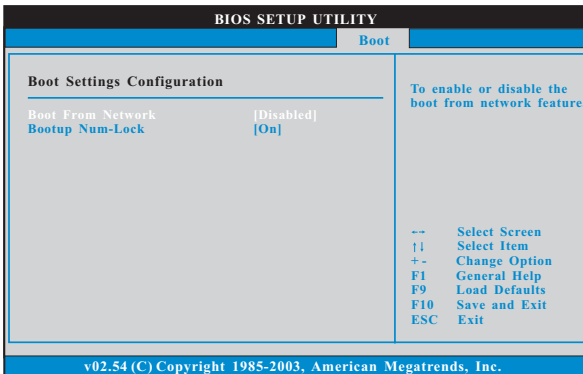 BIOS SETUP UTILITY
Boot
Boot Settings Configuration
Boot From Network [Disabled]
Bootup Num-Lock [On]
To enable or disable the
boot from network feature
←→ Select Screen
↑↓ Select Item
+ - Change Option
F1 General Help
F9 Load Defaults
F10 Save and Exit
ESC Exit
v02.54 (C) Copyright 1985-2003, American Megatrends, Inc.